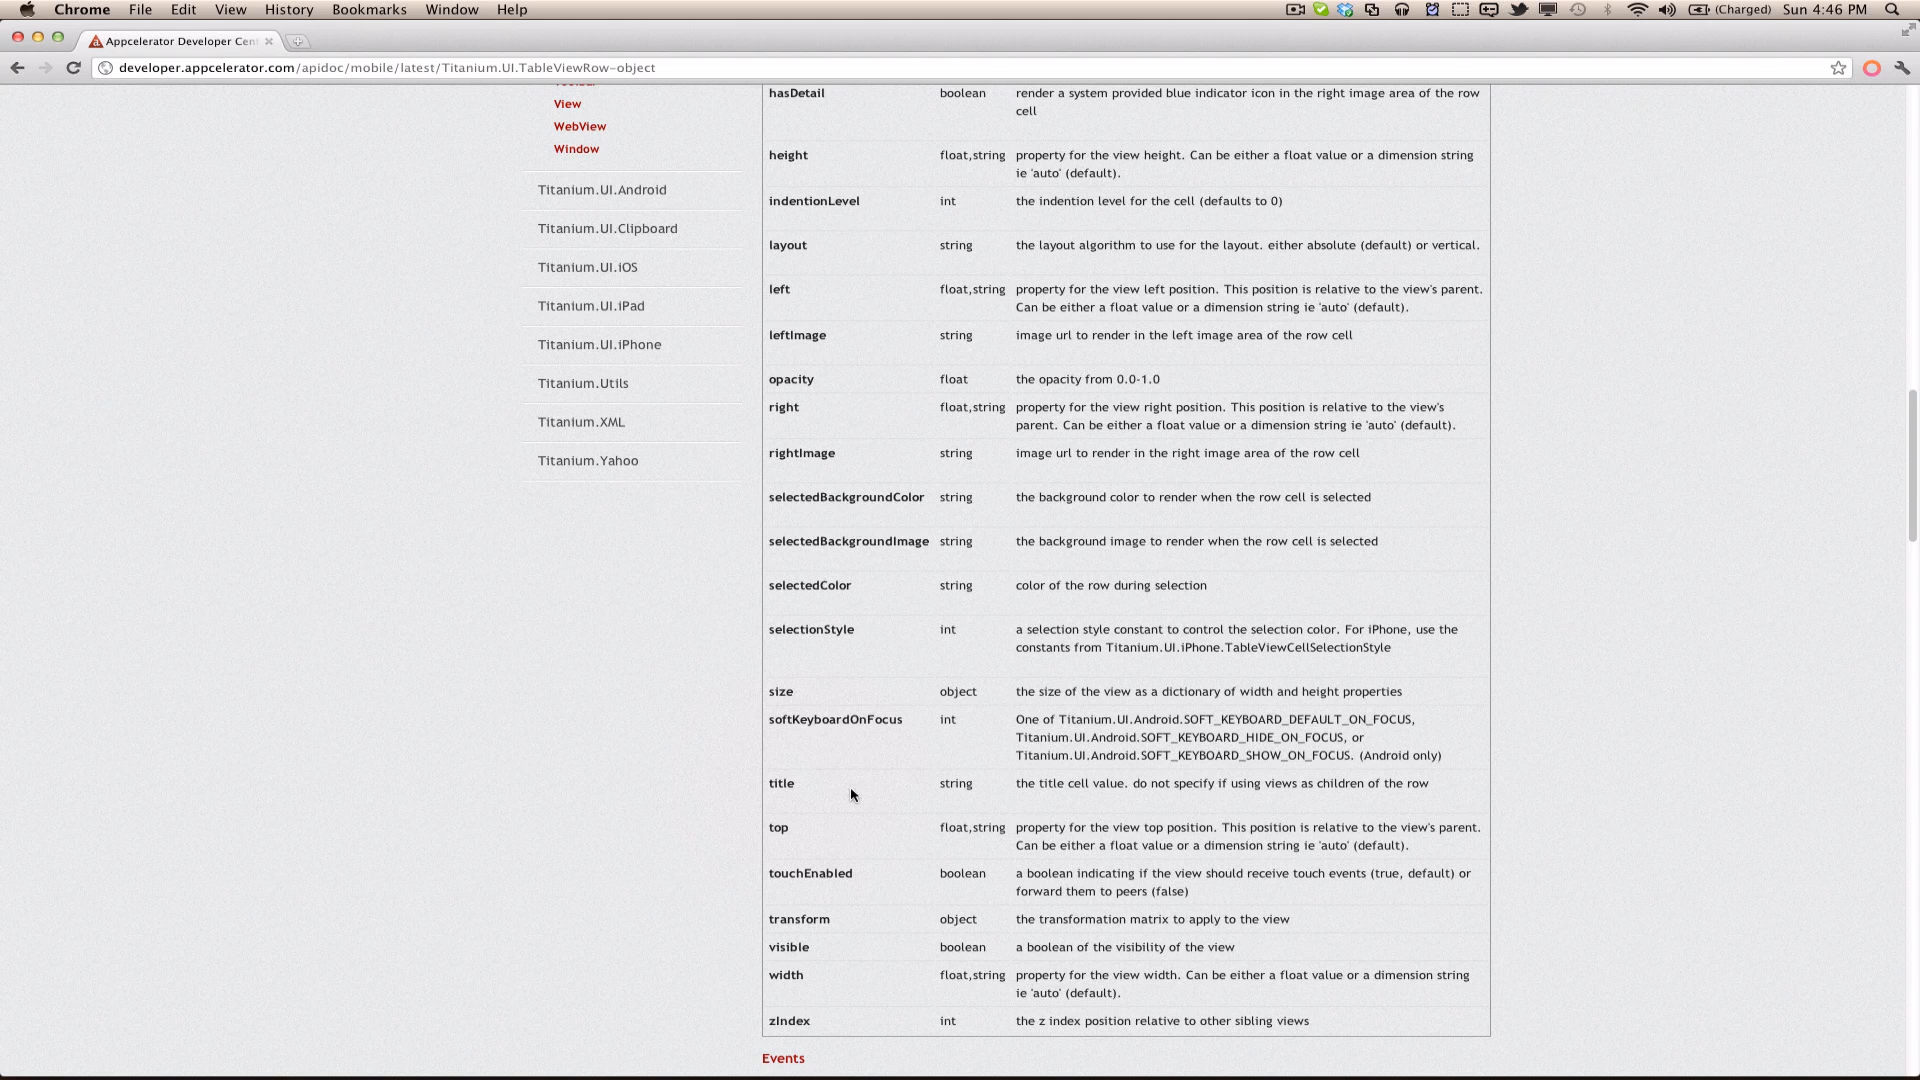 Chrome File Edit View History Bookmarks Window Help (Charged) Sun 4:46 PM
Appcelerator Developer Cen
developer.appcelerator.com/apidoc/mobile/latest/Titanium.UI.TableViewRow-object
View
WebView
Window
Titanium.UI.Android
Titanium.UI.Clipboard
Titanium.UI.iOS
Titanium.UI.iPad
Titanium.UI.iPhone
Titanium.Utils
Titanium.XML
Titanium.Yahoo
hasDetail boolean render a system provided blue indicator icon in the right image area of the row
cell
height float,string property for the view height. Can be either a float value or a dimension string
ie 'auto' (default).
indentionLevel int the indention level for the cell (defaults to 0)
layout string the layout algorithm to use for the layout. either absolute (default) or vertical.
left float,string property for the view left position. This position is relative to the view's parent.
Can be either a float value or a dimension string ie 'auto' (default).
leftImage string image url to render in the left image area of the row cell
opacity float the opacity from 0.0-1.0
right float,string property for the view right position. This position is relative to the view's
parent. Can be either a float value or a dimension string ie 'auto' (default).
rightImage string image url to render in the right image area of the row cell
selectedBackgroundColor string the background color to render when the row cell is selected
selectedBackgroundImage string the background image to render when the row cell is selected
selectedColor string color of the row during selection
selectionStyle int a selection style constant to control the selection color. For iPhone, use the
constants from Titanium.UI.iPhone.TableViewCellSelectionStyle
size object the size of the view as a dictionary of width and height properties
softKeyboardOnFocus int One of Titanium.UI.Android.SOFT_KEYBOARD_DEFAULT_ON_FOCUS,
Titanium.UI.Android.SOFT_KEYBOARD_HIDE_ON_FOCUS, or
Titanium.UI.Android.SOFT_KEYBOARD_SHOW_ON_FOCUS. (Android only)
title string the title cell value. do not specify if using views as children of the row
top float,string property for the view top position. This position is relative to the view's parent.
Can be either a float value or a dimension string ie 'auto' (default).
touchEnabled boolean a boolean indicating if the view should receive touch events (true, default) or
forward them to peers (false)
transform object the transformation matrix to apply to the view
visible boolean a boolean of the visibility of the view
width float,string property for the view width. Can be either a float value or a dimension string
ie 'auto' (default).
zIndex int the z index position relative to other sibling views
Events